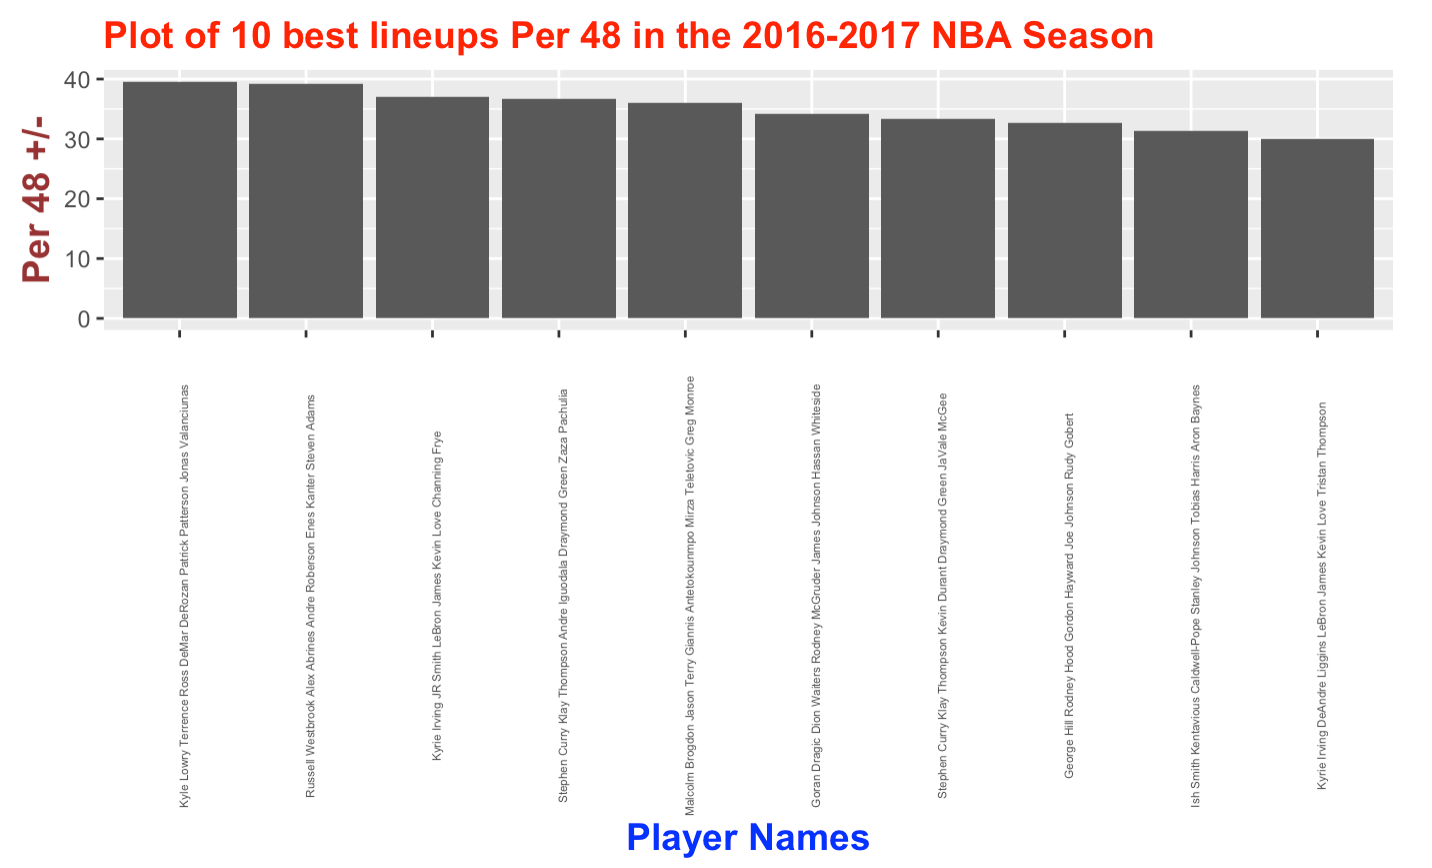 Plot of 10 best lineups Per 48 in the 2016-2017 NBA Season
Per 48 +/-
40
30
20
10
0
Kyle Lowry Terrence Ross DeMar DeRozan Patrick Patterson Jonas Valanciunas
Russell Westbrook Alex Abrines Andre Roberson Enes Kanter Steven Adams
Kyrie Irving JR Smith LeBron James Kevin Love Channing Frye
Stephen Curry Klay Thompson Andre Iguodala Draymond Green Zaza Pachulia
Malcolm Brogdon Jason Terry Giannis Antetokounmpo Mirza Teletovic Greg Monroe
Goran Dragic Dion Waiters Rodney McGruder James Johnson Hassan Whiteside
Stephen Curry Klay Thompson Kevin Durant Draymond Green JaVale McGee
George Hill Rodney Hood Gordon Hayward Joe Johnson Rudy Gobert
Ish Smith Kentavious Caldwell-Pope Stanley Johnson Tobias Harris Aron Baynes
Kyrie Irving DeAndre Liggins LeBron James Kevin Love Tristan Thompson
Player Names